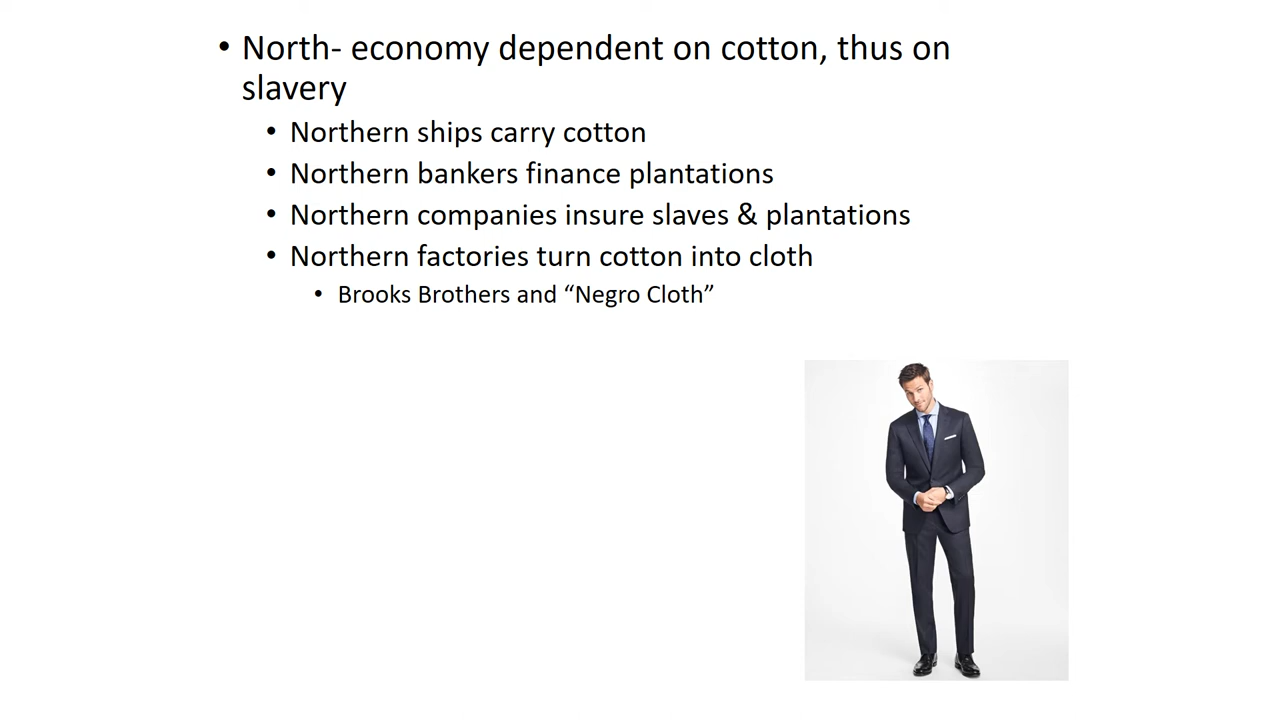 • North- economy dependent on cotton, thus on
slavery
• Northern ships carry cotton
• Northern bankers finance plantations
• Northern companies insure slaves & plantations
• Northern factories turn cotton into cloth
• Brooks Brothers and “Negro Cloth”